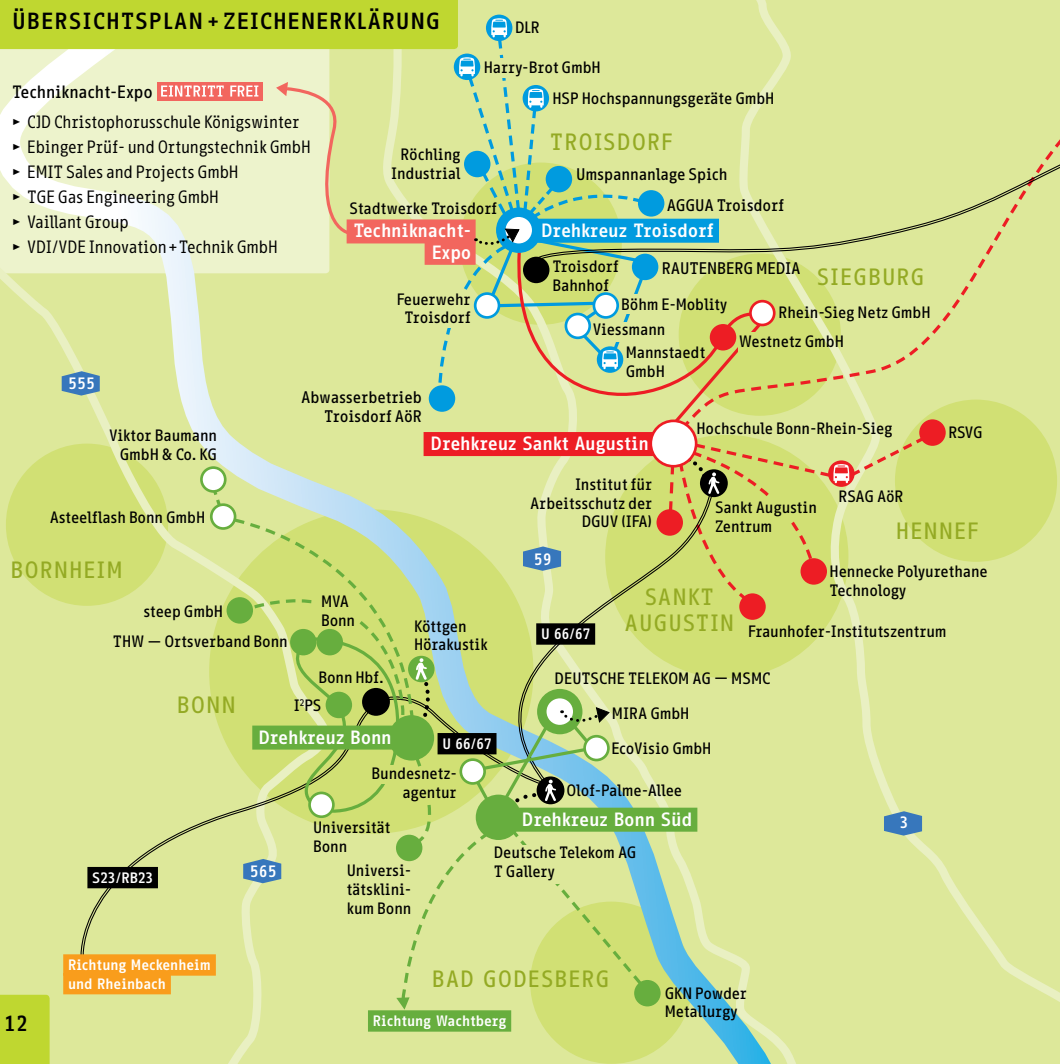 ÜBERSICHTSPLAN + ZEICHENERKLÄRUNG
Techniknacht-Expo EINTRITT FREI
▸ CJD Christophorusschule Königswinter
▸ Ebinger Prüf- und Ortungstechnik GmbH
▸ EMIT Sales and Projects GmbH
▸ TGE Gas Engineering GmbH
▸ Vaillant Group
▸ VDI/VDE Innovation + Technik GmbH
DLR
Harry-Brot GmbH
HSP Hochspannungsgeräte GmbH
TROISDORF
Röchling
Industrial
Umspannanlage Spich
AGGUA Troisdorf
Stadtwerke Troisdorf
Techniknacht-
Expo
Drehkreuz Troisdorf
Troisdorf
Bahnhof
RAUTENBERG MEDIA
SIEGBURG
Feuerwehr
Troisdorf
Böhm E-Moblity
Viessmann
Mannstaedt
GmbH
Rhein-Sieg Netz GmbH
Westnetz GmbH
555
Abwasserbetrieb
Troisdorf AöR
Viktor Baumann
GmbH & Co. KG
Asteelflash Bonn GmbH
Drehkreuz Sankt Augustin
Hochschule Bonn-Rhein-Sieg
RSVG
RSAG AöR
Institut für
Arbeitsschutz der
DGUV (IFA)
Sankt Augustin
Zentrum
HENNEF
59
BORNHEIM
Hennecke Polyurethane
Technology
SANKT
AUGUSTIN
Fraunhofer-Institutszentrum
steep GmbH
MVA
Bonn
THW — Ortsverband Bonn
Köttgen
Hörakustik
U 66/67
Bonn Hbf.
I²PS
BONN
DEUTSCHE TELEKOM AG — MSMC
MIRA GmbH
Drehkreuz Bonn
U 66/67
EcoVisio GmbH
Bundesnetz-
agentur
Olof-Palme-Allee
Drehkreuz Bonn Süd
3
Universität
Bonn
Deutsche Telekom AG
T Gallery
Universi-
tätsklini-
kum Bonn
565
S23/RB23
Richtung Meckenheim
und Rheinbach
BAD GODESBERG
GKN Powder
Metallurgy
Richtung Wachtberg
12